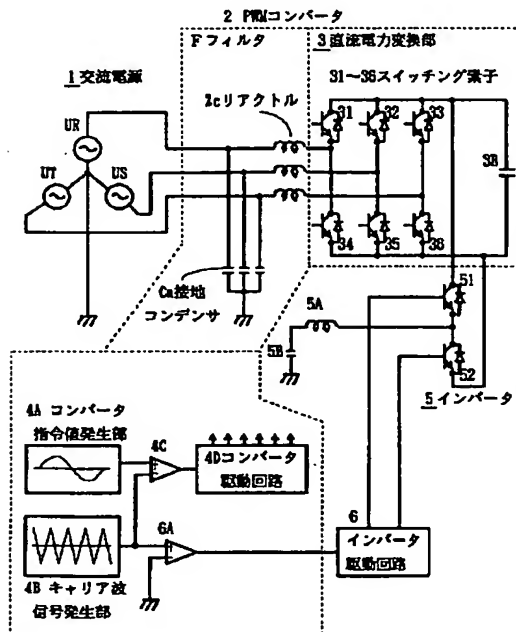 2 PWMコンバータ
Fフィルタ
3直流電力変換部
1交流電源
31〜36スイッチング素子
2cリアクトル
31
32
33
UR
UT
US
3B
34
35
36
Ca接地
コンデンサ
51
5A
5B
52
5インバータ
4A コンバータ
指令値発生部
4C
4Dコンバータ
駆動回路
6A
6
インバータ
駆動回路
4B キャリア波
信号発生部